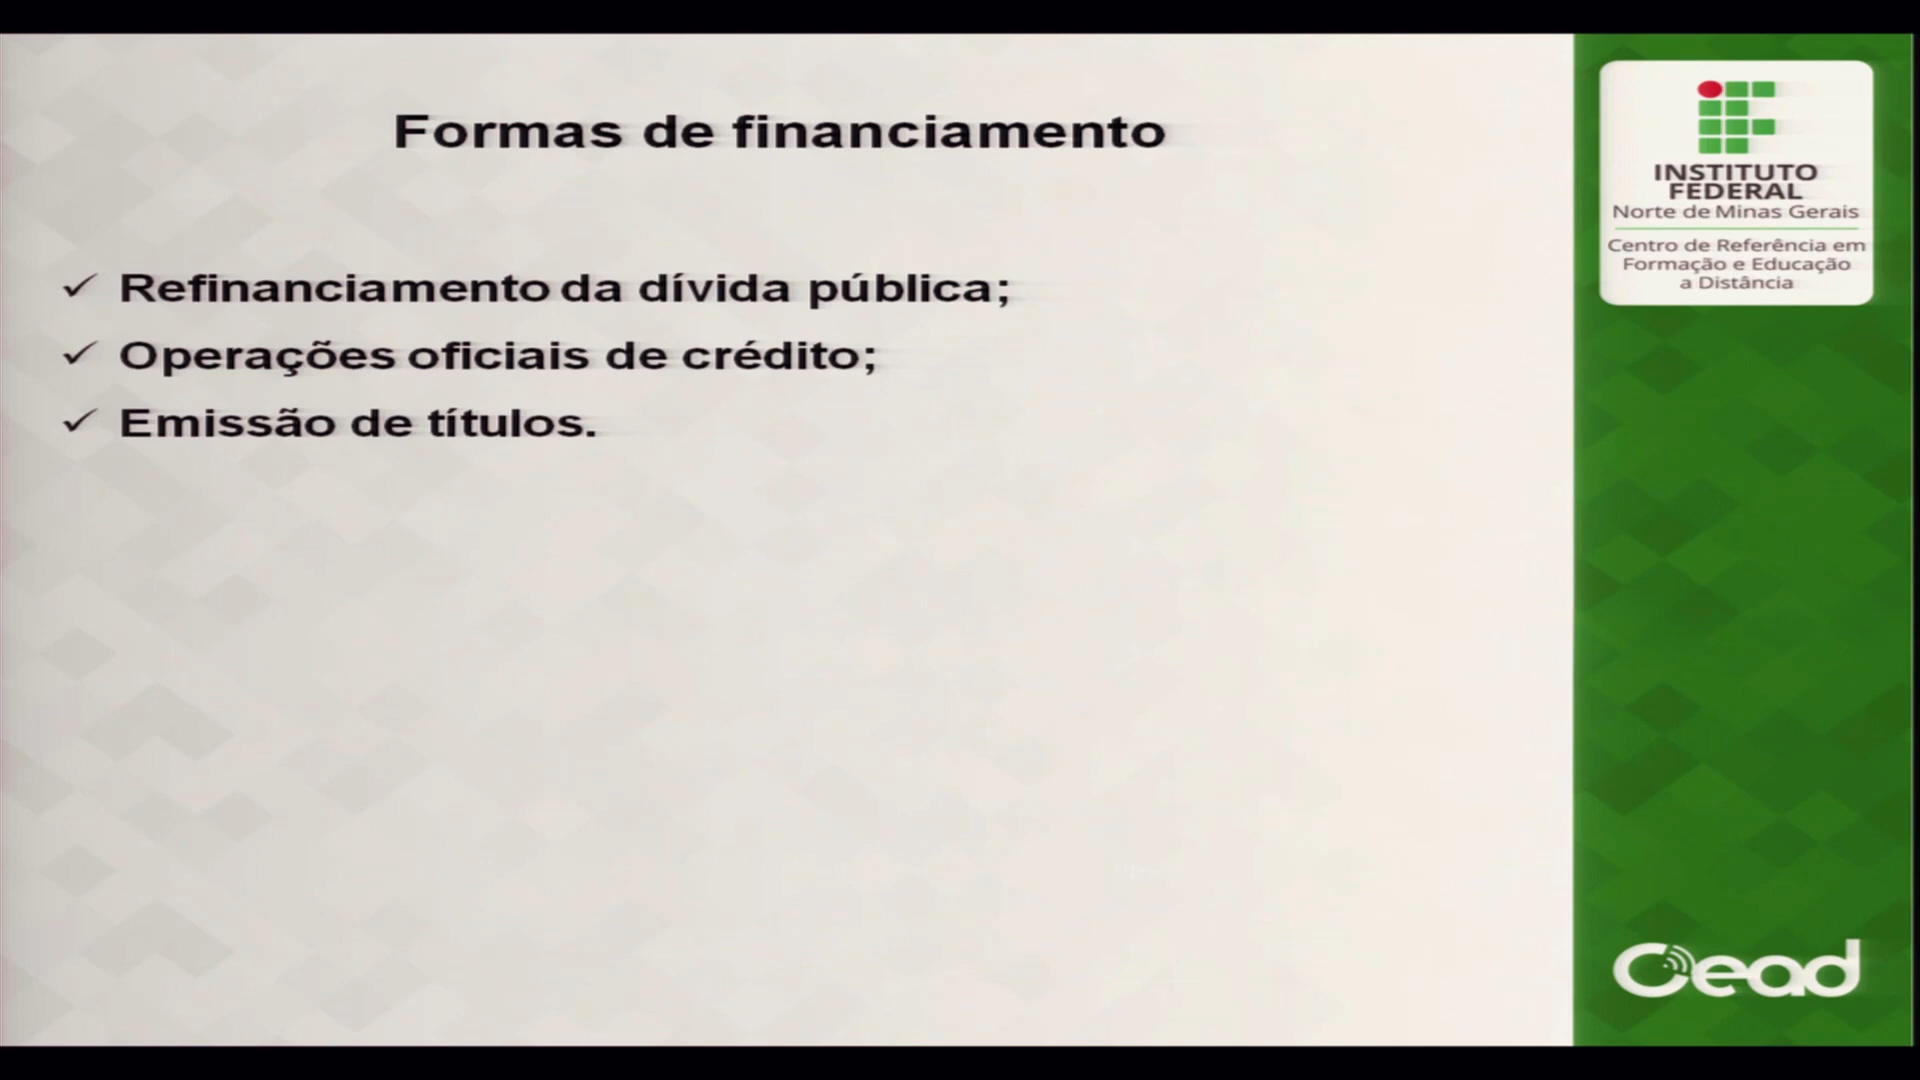 Formas de financiamento
Refinanciamento da dívida pública;
Operações oficiais de crédito;
Emissão de títulos.
INSTITUTO
FEDERAL
Norte de Minas Gerais
Centro de Referência em
Formação e Educação
a Distância
Cead